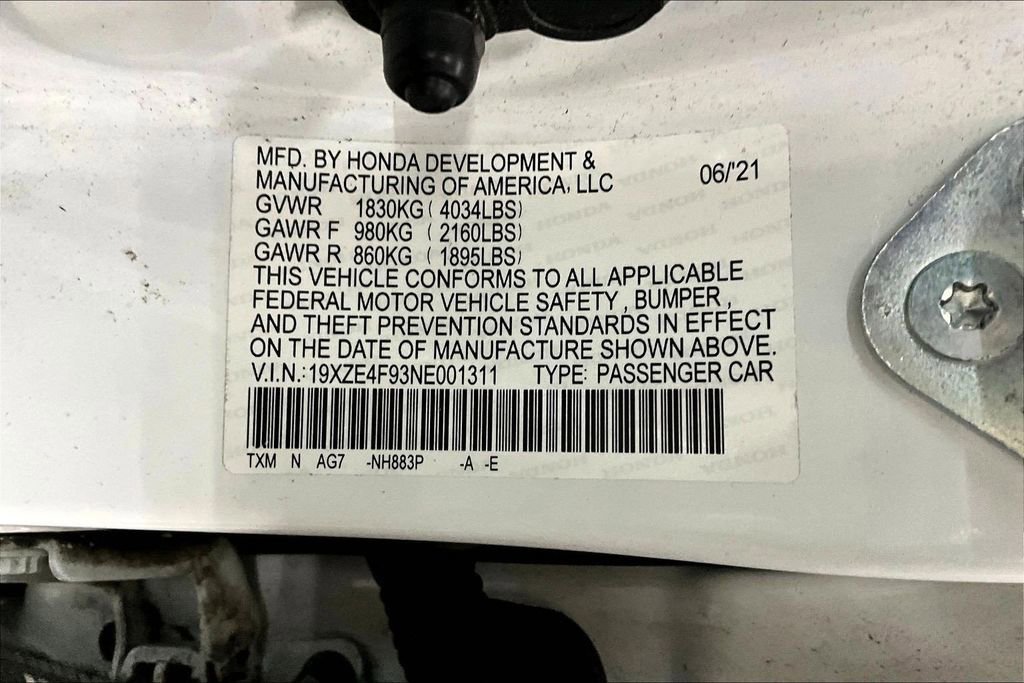 MFD. BY HONDA DEVELOPMENT &
MANUFACTURING OF AMERICA, LLC 06/'21
GVWR 1830KG ( 4034LBS)
GAWR F 980KG ( 2160LBS)
GAWR R 860KG ( 1895LBS)
THIS VEHICLE CONFORMS TO ALL APPLICABLE
FEDERAL MOTOR VEHICLE SAFETY , BUMPER ,
AND THEFT PREVENTION STANDARDS IN EFFECT
ON THE DATE OF MANUFACTURE SHOWN ABOVE.
V.I.N.:19XZE4F93NE001311 TYPE: PASSENGER CAR
TXM N AG7 -NH883P -A -E